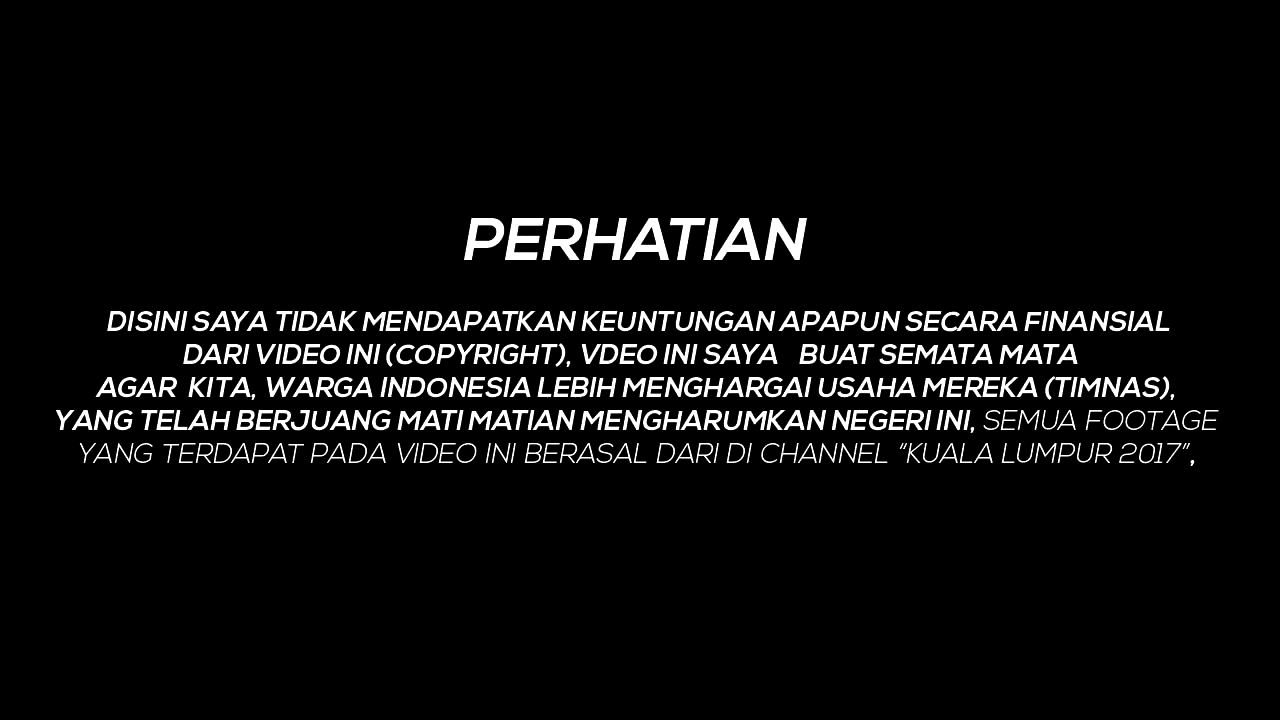 PERHATIAN
DISINI SAYA TIDAK MENDAPATKAN KEUNTUNGAN APAPUN SECARA FINANSIAL
DARI VIDEO INI (COPYRIGHT), VDEO INI SAYA BUAT SEMATA MATA
AGAR KITA, WARGA INDONESIA LEBIH MENGHARGAI USAHA MEREKA (TIMNAS),
YANG TELAH BERJUANG MATI MATIAN MENGHARUMKAN NEGERI INI, SEMUA FOOTAGE
YANG TERDAPAT PADA VIDEO INI BERASAL DARI DI CHANNEL "KUALA LUMPUR 2017",